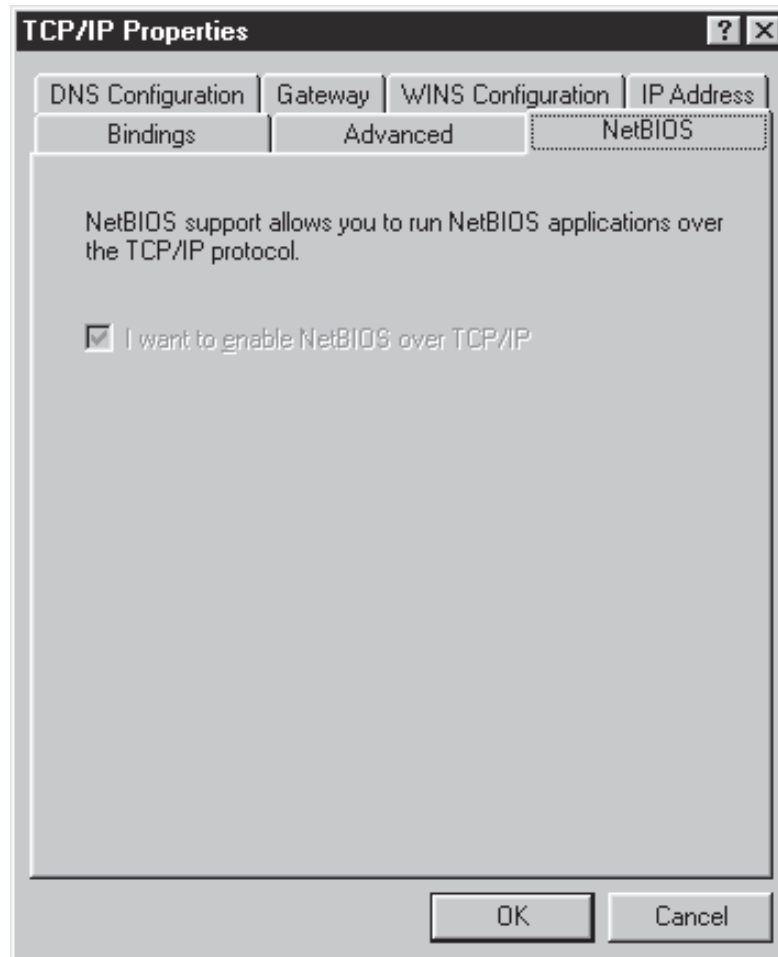 TCP/IP Properties
? X
DNS Configuration Gateway WINS Configuration IP Address
Bindings Advanced NetBIOS
NetBIOS support allows you to run NetBIOS applications over
the TCP/IP protocol.
I want to enable NetBIOS over TCP/IP
OK Cancel